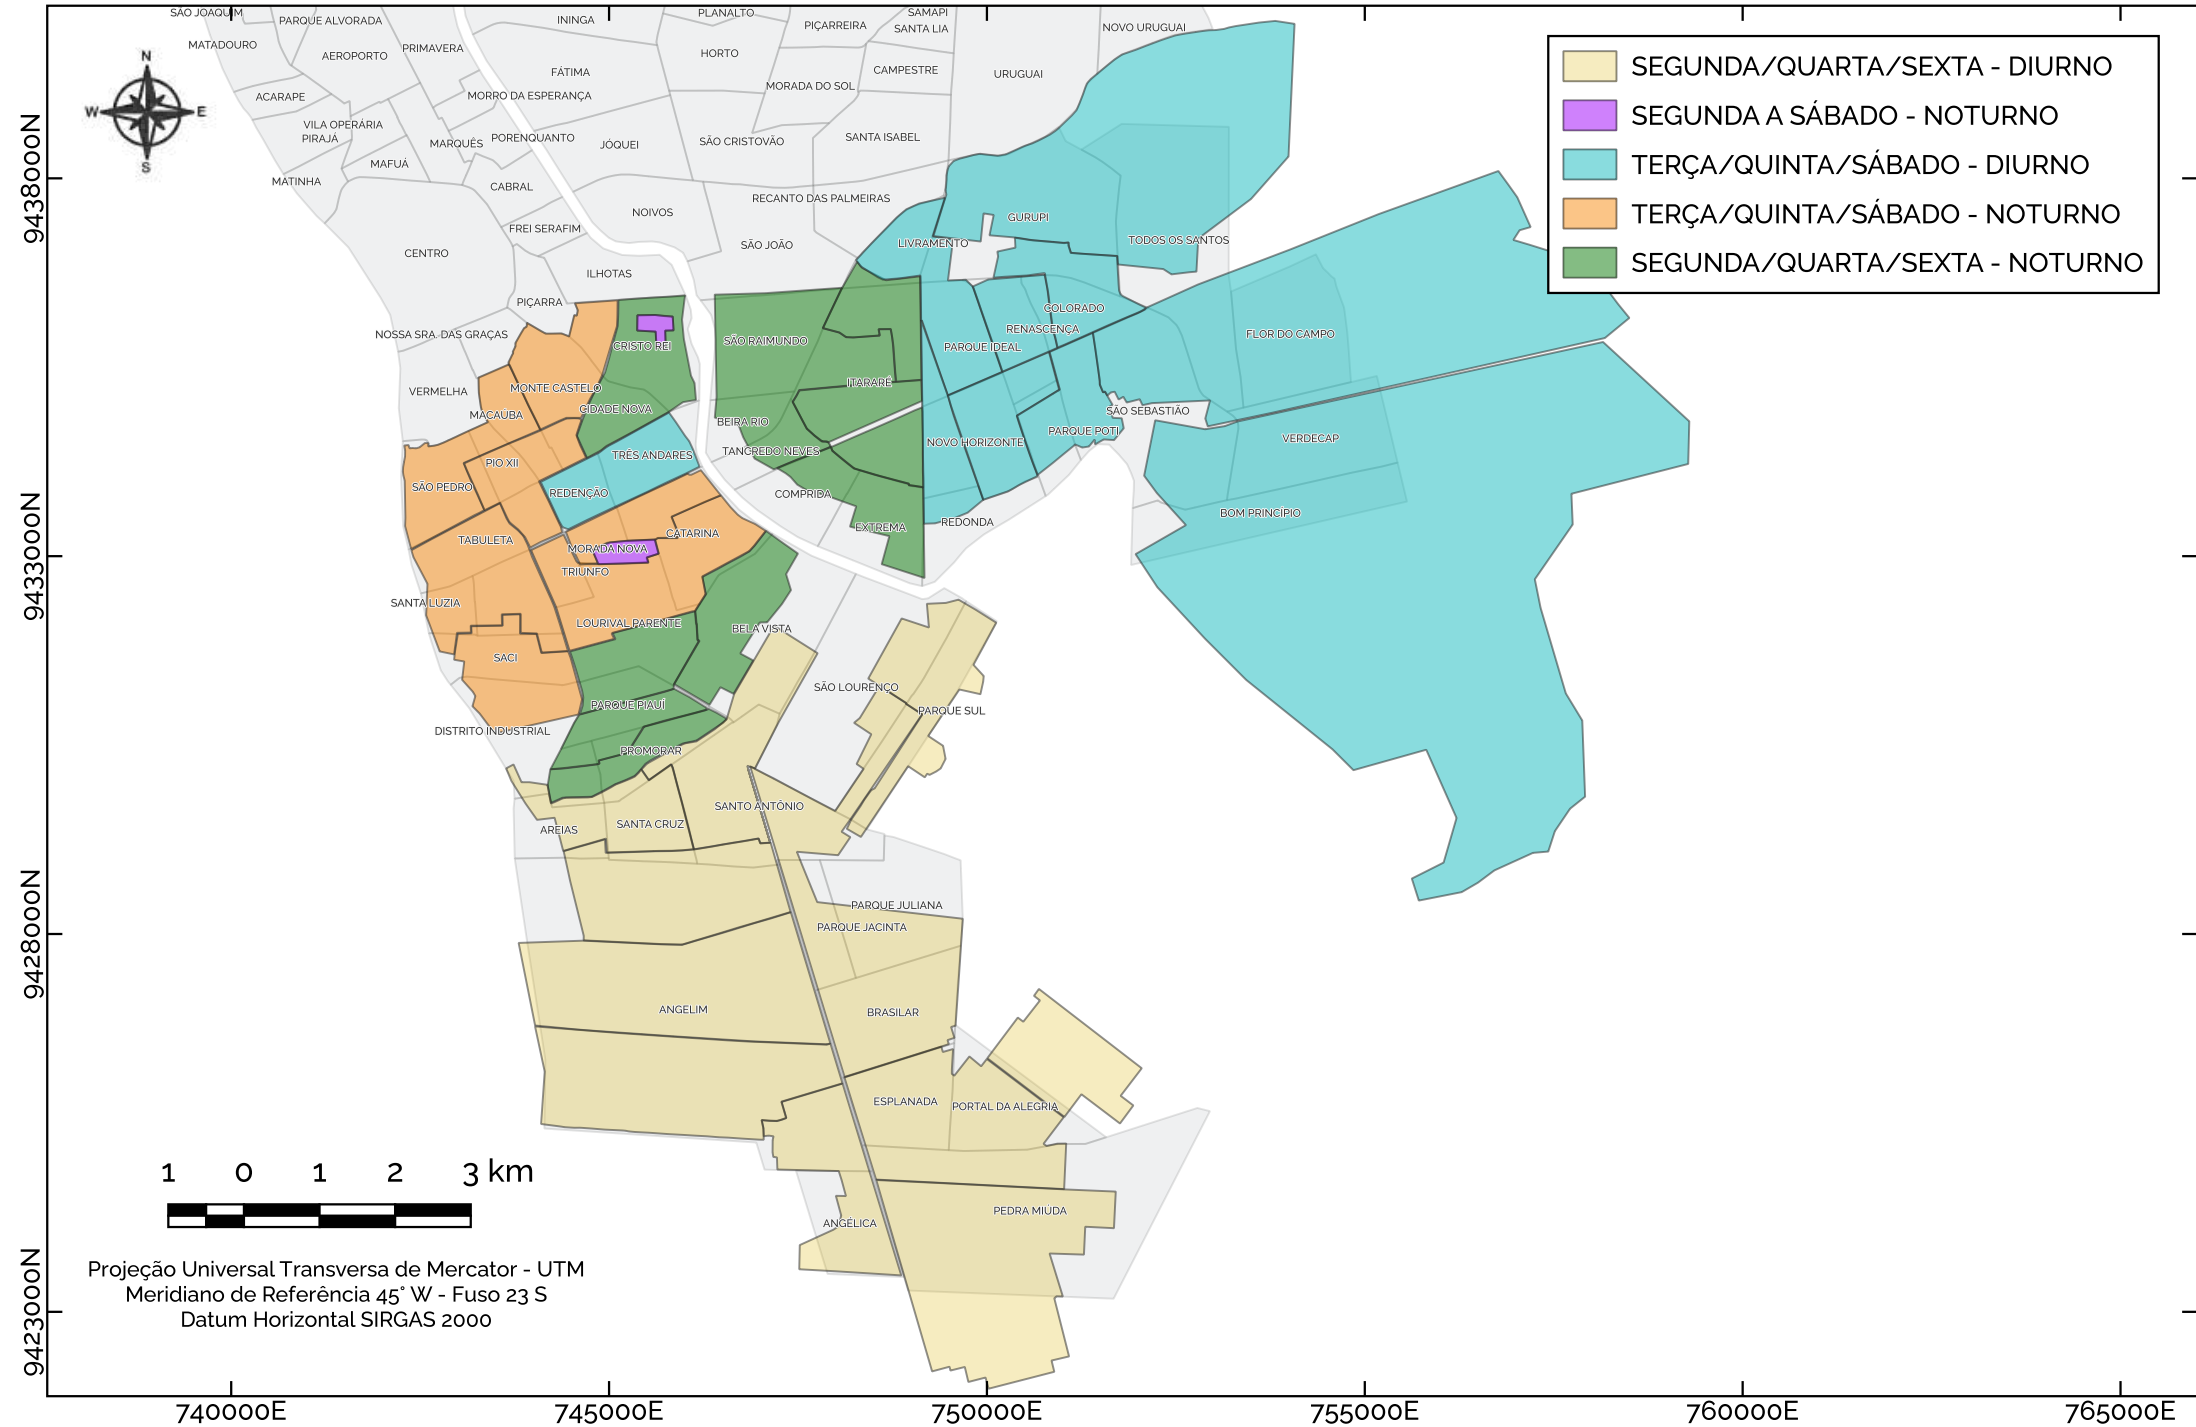 SÃO JOAQUIM
PARQUE ALVORADA
ININGA
PLANALTO
SAMAPI
PIÇARREIRA
SANTA LIA
NOVO URUGUAI
MATADOURO
PRIMAVERA
AEROPORTO
HORTO
N
W
E
S
FÁTIMA
CAMPESTRE
URUGUAI
MORADA DO SOL
ACARAPE
MORRO DA ESPERANÇA
VILA OPERÁRIA
PIRAJÁ
MARQUÊS
PORENQUANTO
JÓQUEI
SÃO CRISTOVÃO
SANTA ISABEL
MAFUÁ
MATINHA
CABRAL
RECANTO DAS PALMEIRAS
NOIVOS
GURUPI
FREI SERAFIM
CENTRO
SÃO JOÃO
LIVRAMENTO
TODOS OS SANTOS
ILHOTAS
PIÇARRA
COLORADO
NOSSA SRA. DAS GRAÇAS
CRISTO REI
SÃO RAIMUNDO
RENASCENÇA
PARQUE IDEAL
FLOR DO CAMPO
VERMELHA
MONTE CASTELO
ITARARÉ
MACAÚBA
CIDADE NOVA
BEIRA RIO
SÃO SEBASTIÃO
PARQUE POTI
NOVO HORIZONTE
VERDECAP
TRÊS ANDARES
TANCREDO NEVES
PIO XII
SÃO PEDRO
REDENÇÃO
COMPRIDA
BOM PRINCÍPIO
EXTREMA
REDONDA
TABULETA
CATARINA
MORADA NOVA
TRIUNFO
SANTA LUZIA
LOURIVAL PARENTE
BELA VISTA
SACI
SÃO LOURENÇO
PARQUE PIAUÍ
PARQUE SUL
DISTRITO INDUSTRIAL
PROMORAR
SANTO ANTÔNIO
SANTA CRUZ
AREIAS
PARQUE JULIANA
PARQUE JACINTA
ANGELIM
BRASILAR
ESPLANADA
PORTAL DA ALEGRIA
PEDRA MIÚDA
ANGÉLICA
SEGUNDA/QUARTA/SEXTA - DIURNO
SEGUNDA A SÁBADO - NOTURNO
TERÇA/QUINTA/SÁBADO - DIURNO
TERÇA/QUINTA/SÁBADO - NOTURNO
SEGUNDA/QUARTA/SEXTA - NOTURNO
9438000N
9433000N
9428000N
9423000N
1 0 1 2 3 km
Projeção Universal Transversa de Mercator - UTM
Meridiano de Referência 45° W - Fuso 23 S
Datum Horizontal SIRGAS 2000
740000E 745000E 750000E 755000E 760000E 765000E